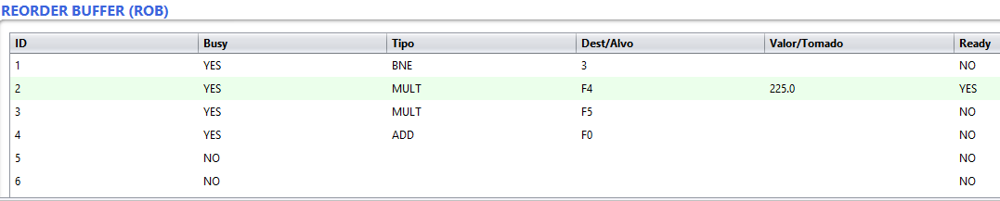 REORDER BUFFER (ROB)
ID Busy Tipo Dest/Alvo Valor/Tomado Ready
1 YES BNE 3 NO
2 YES MULT F4 225.0 YES
3 YES MULT F5 NO
4 YES ADD F0 NO
5 NO NO
6 NO NO